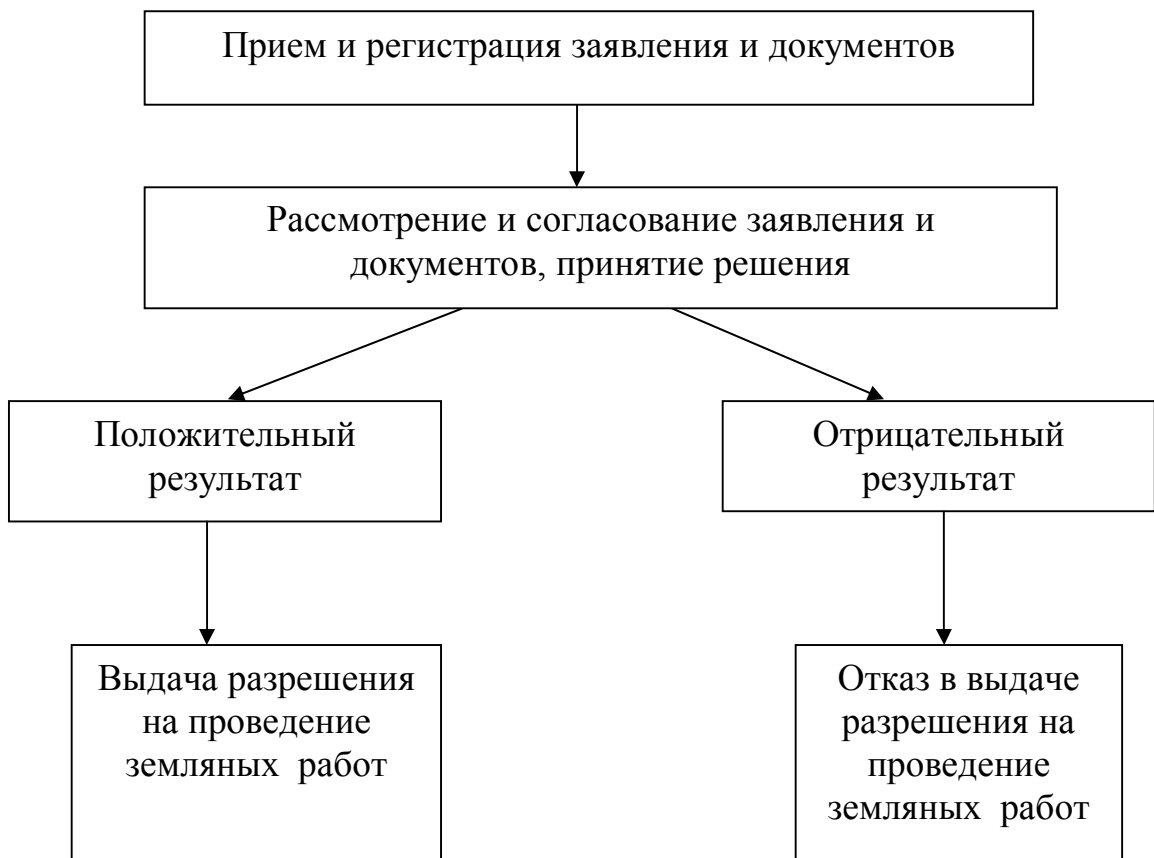 Прием и регистрация заявления и документов
Рассмотрение и согласование заявления и
документов, принятие решения
Положительный
результат
Отрицательный
результат
Выдача разрешения
на проведение
земляных работ
Отказ в выдаче
разрешения на
проведение
земляных работ